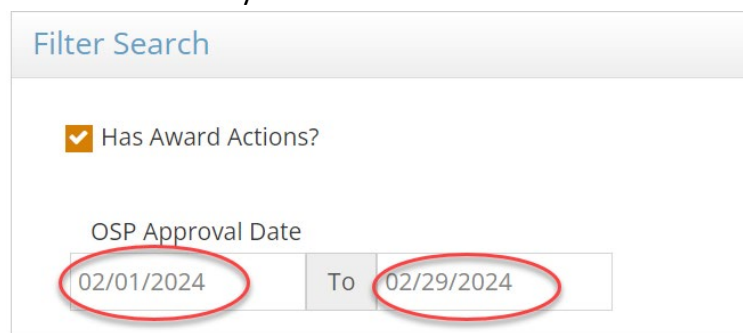 Filter Search
Has Award Actions?
OSP Approval Date
02/01/2024 To 02/29/2024